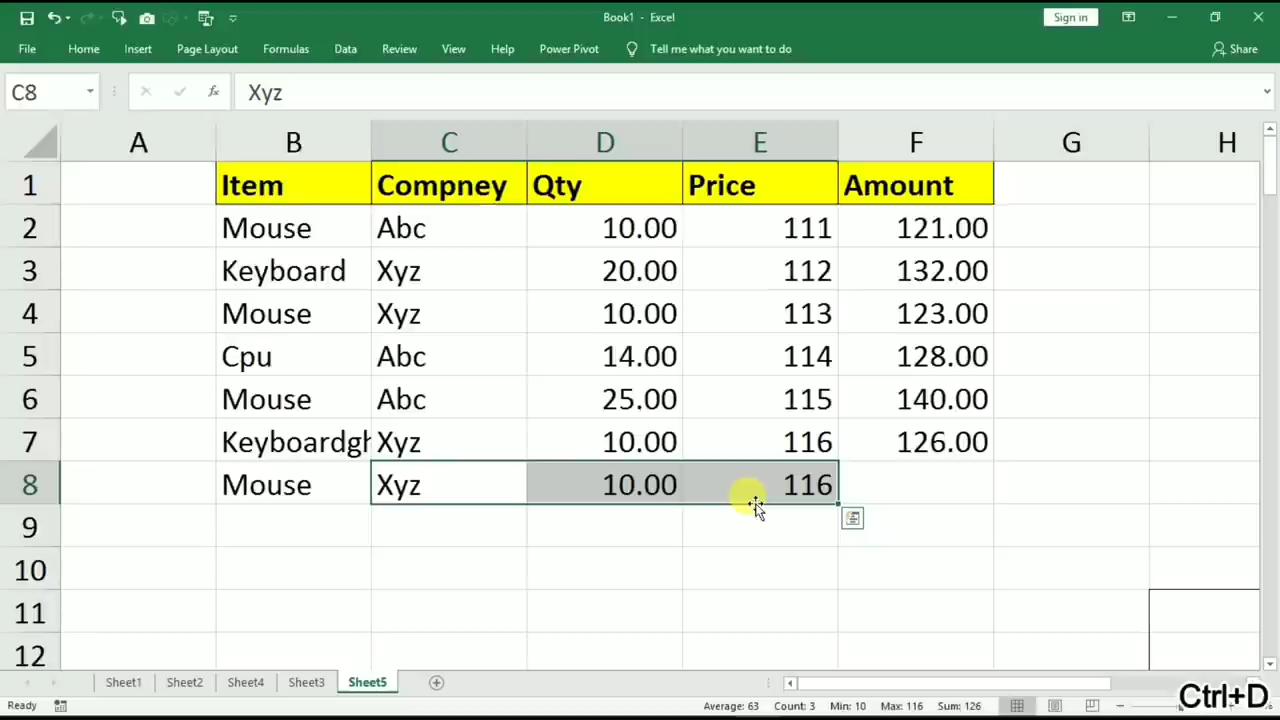 Book1 - Excel
Sign in
File Home Insert Page Layout Formulas Data Review View Help Power Pivot Tell me what you want to do Share
C8 fx Xyz
A B C D E F G H
1 Item Compney Qty Price Amount
2 Mouse Abc 10.00 111 121.00
3 Keyboard Xyz 20.00 112 132.00
4 Mouse Xyz 10.00 113 123.00
5 Cpu Abc 14.00 114 128.00
6 Mouse Abc 25.00 115 140.00
7 Keyboardgh Xyz 10.00 116 126.00
8 Mouse Xyz 10.00 116
9
10
11
12
Sheet1 Sheet2 Sheet4 Sheet3 Sheet5
Ready Average: 63 Count: 3 Min: 10 Max: 116 Sum: 126
Ctrl+D